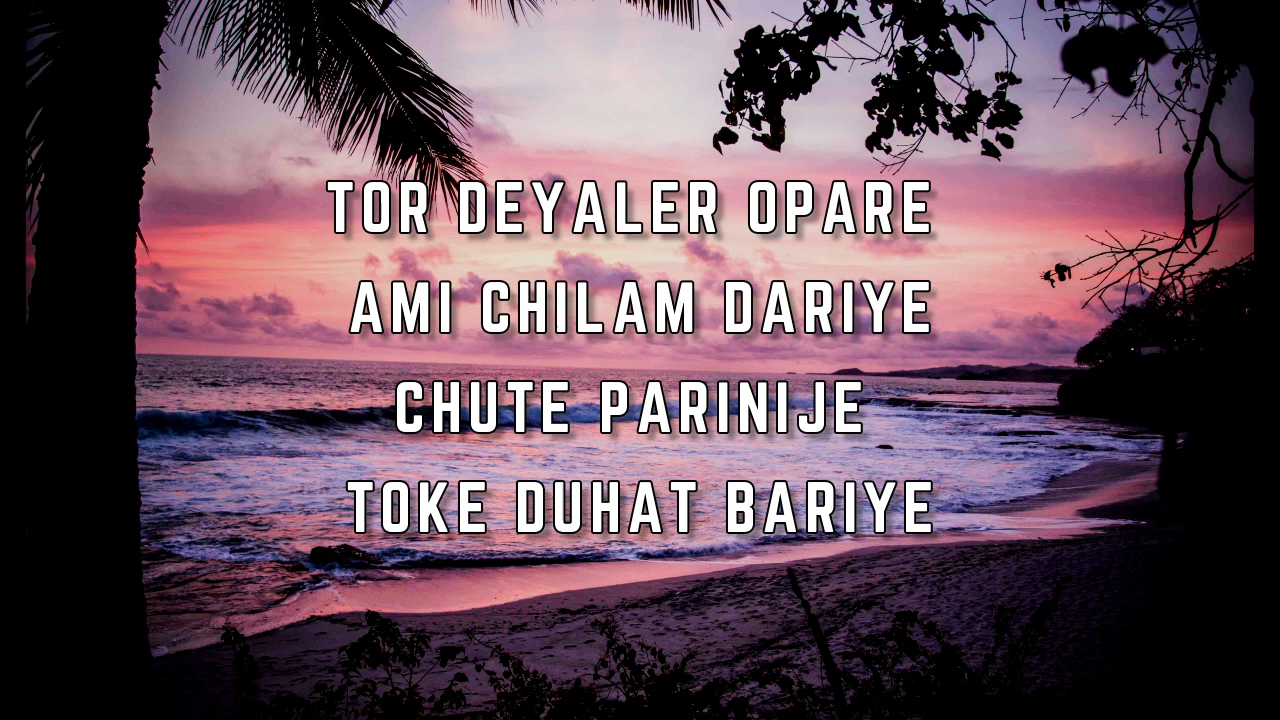 TOR DEYALER OPARE
AMI CHILAM DARIYE
CHUTE PARINIJE
TOKE DUHAT BARIYE